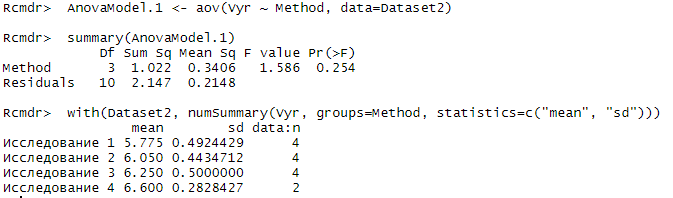 Rcmdr>  AnovaModel.1 <- aov(Vyr ~ Method, data=Dataset2)
Rcmdr>  summary(AnovaModel.1)
            Df Sum Sq Mean Sq F value Pr(>F)
Method       3  1.022  0.3406   1.586  0.254
Residuals   10  2.147  0.2148
Rcmdr>  with(Dataset2, numSummary(Vyr, groups=Method, statistics=c("mean", "sd")))
                mean        sd data:n
Исследование 1 5.775 0.4924429      4
Исследование 2 6.050 0.4434712      4
Исследование 3 6.250 0.5000000      4
Исследование 4 6.600 0.2828427      2